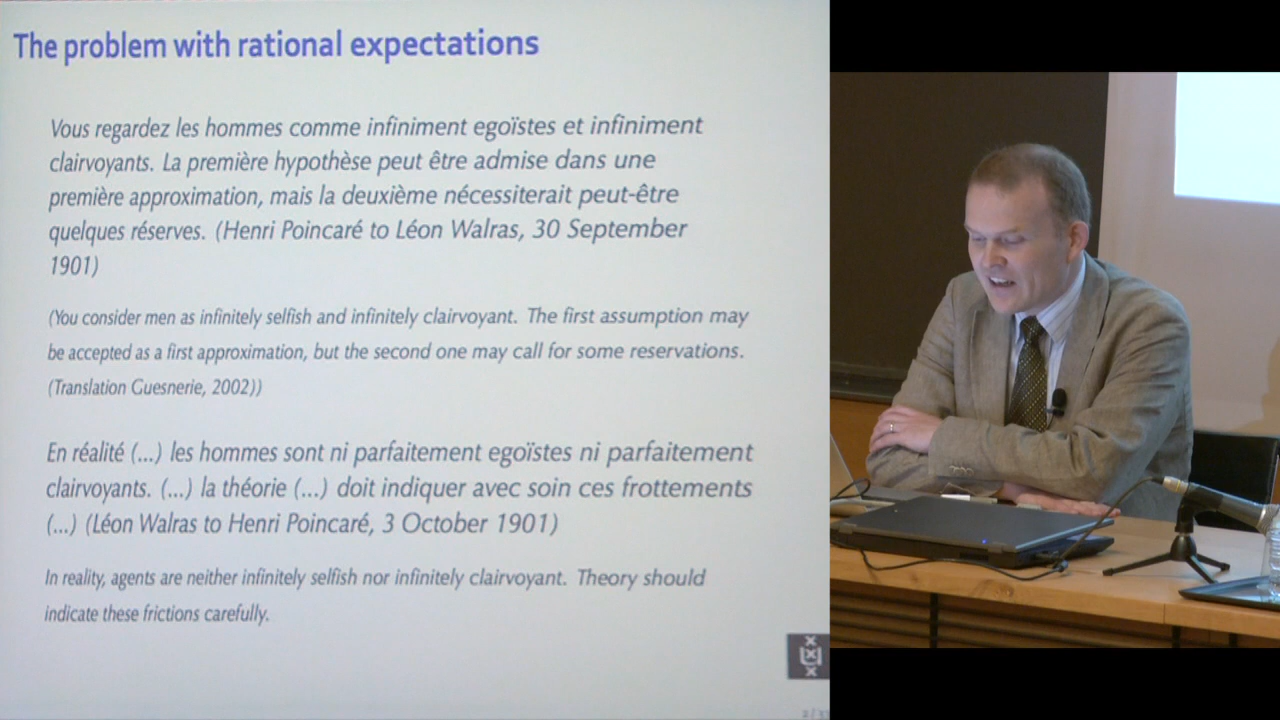 The problem with rational expectations
Vous regardez les hommes comme infiniment egoïstes et infiniment
clairvoyants. La première hypothèse peut être admise dans une
première approximation, mais la deuxième nécessiterait peut-être
quelques réserves. (Henri Poincaré to Léon Walras, 30 September
1901)
(You consider men as infinitely selfish and infinitely clairvoyant. The first assumption may
be accepted as a first approximation, but the second one may call for some reservations.
(Translation Guesnerie, 2002))
En réalité (...) les hommes sont ni parfaitement egoïstes ni parfaitement
clairvoyants. (...) la théorie (...) doit indiquer avec soin ces frottements
(...) (Léon Walras to Henri Poincaré, 3 October 1901)
In reality, agents are neither infinitely selfish nor infinitely clairvoyant. Theory should
indicate these frictions carefully.